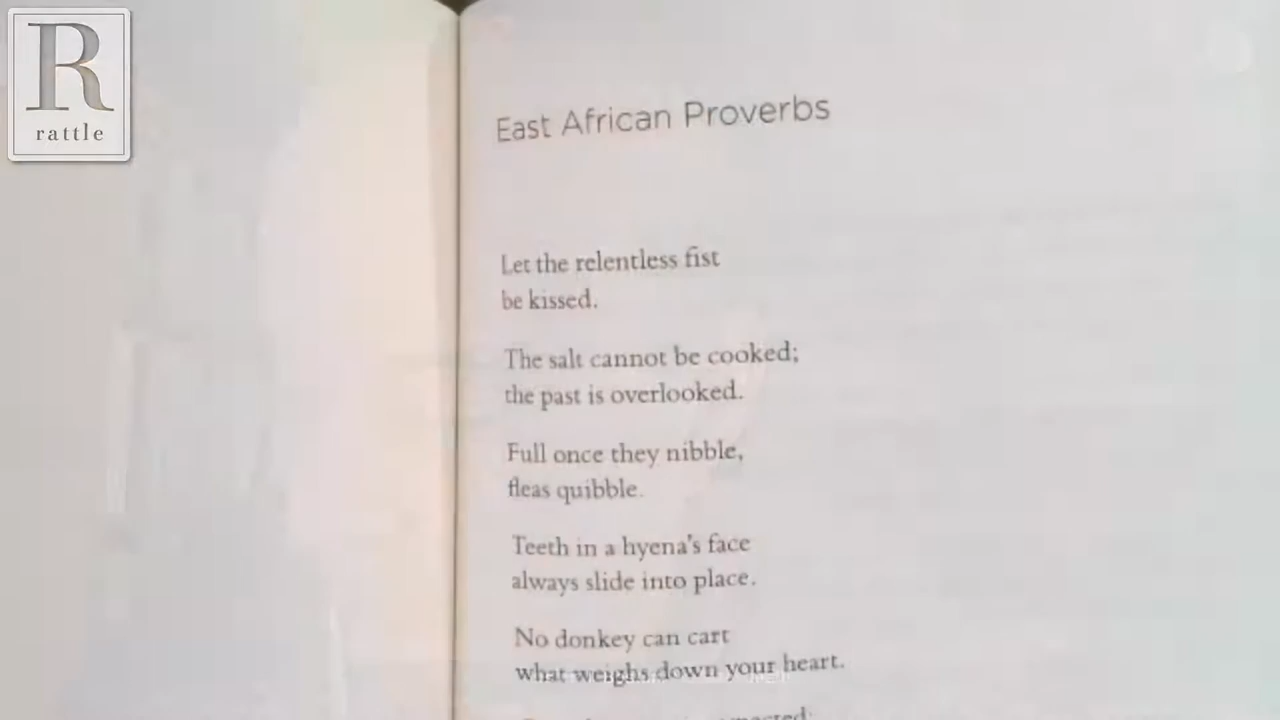 R
rattle
East African Proverbs
Let the relentless fist
be kissed.
The salt cannot be cooked;
the past is overlooked.
Full once they nibble,
fleas quibble.
Teeth in a hyena's face
always slide into place.
No donkey can cart
what weighs down your heart.